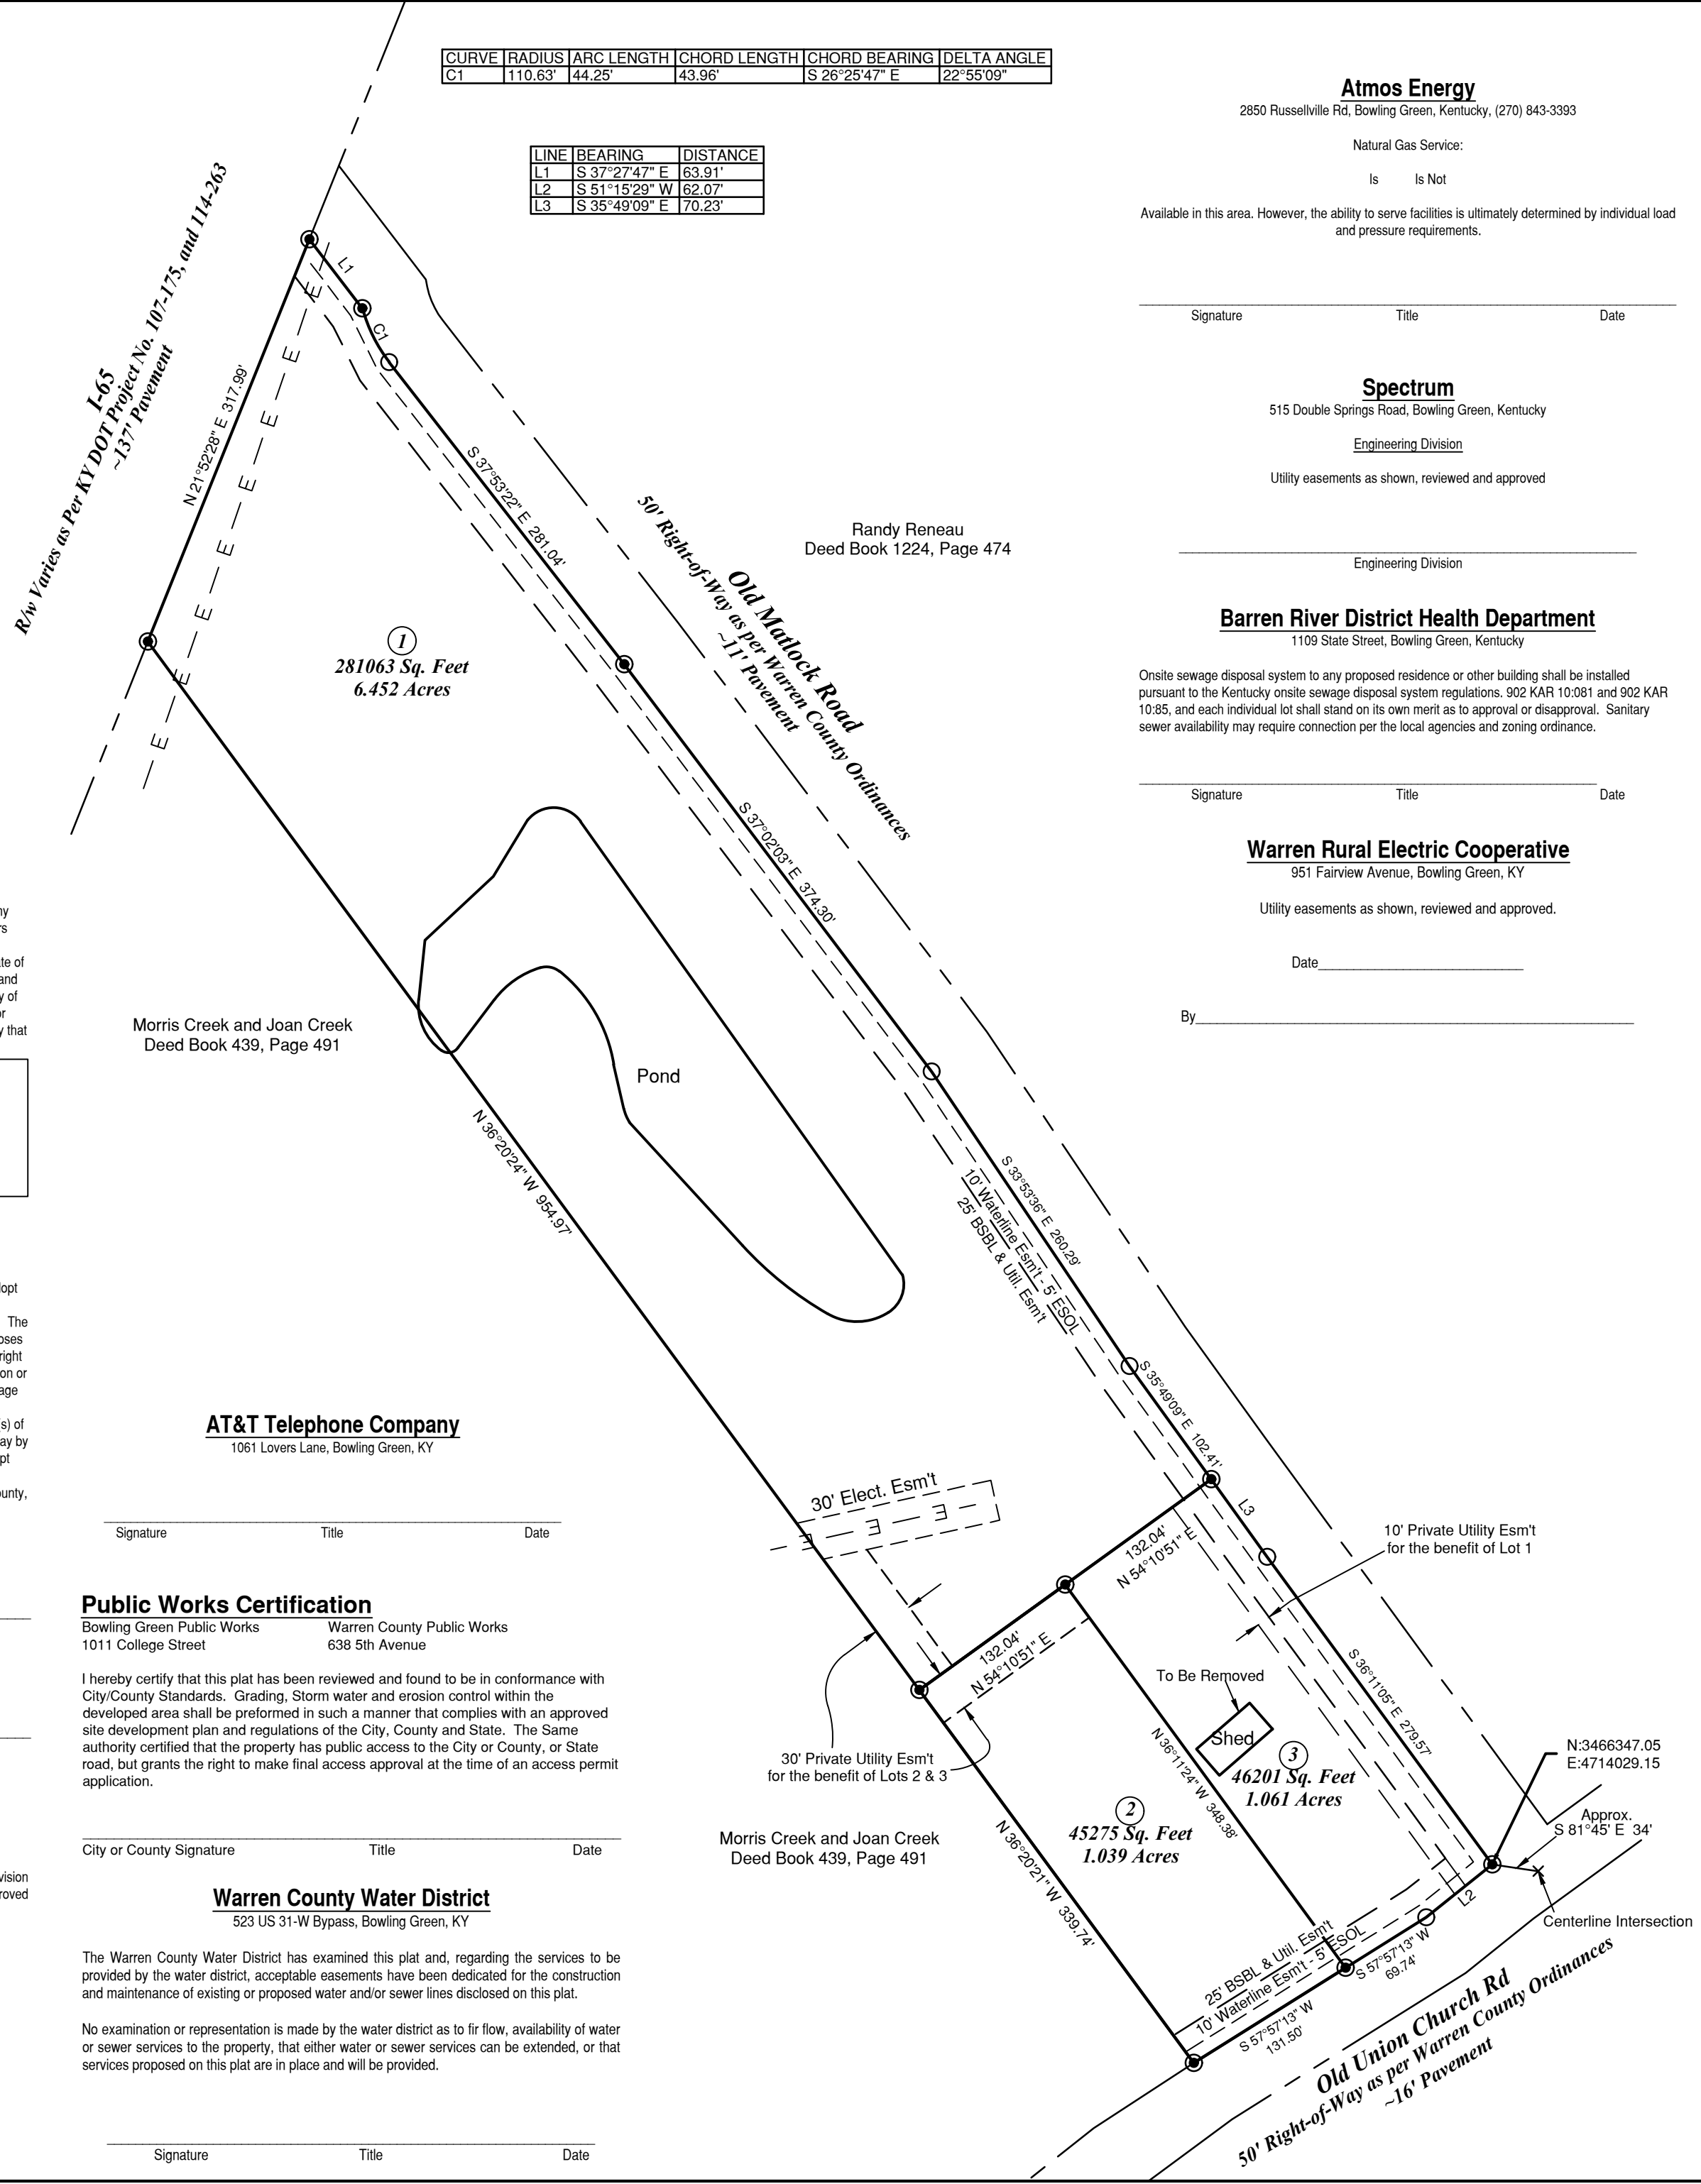 CURVE RADIUS ARC LENGTH CHORD LENGTH CHORD BEARING DELTA ANGLE
C1 110.63' 44.25' 43.96' S 26°25'47" E 22°55'09"
LINE BEARING DISTANCE
L1 S 37°27'47" E 63.91'
L2 S 51°15'29" W 62.07'
L3 S 35°49'09" E 70.23'
I-65
R/w Varies as Per KY DOT Project No. 107-175, and 114-263
~137' Pavement
N 21°52'28" E 317.99'
L1
C1
E
E
E
E
E
E
E
E
S 37°53'22" E 281.04'
1
281063 Sq. Feet
6.452 Acres
Randy Reneau
Deed Book 1224, Page 474
Old Matlock Road
50' Right-of-Way as per Warren County Ordinances
~11' Pavement
S 37°02'03" E 374.30'
Morris Creek and Joan Creek
Deed Book 439, Page 491
Pond
N 36°20'24" W 954.97'
S 33°53'36" E 260.29'
10' Waterline Esm't - 5' ESOL
25' BSBL & Util. Esm't
S 35°49'09" E 102.41'
30' Elect. Esm't
E
E
E
L3
132.04'
N 54°10'51" E
132.04'
N 54°10'51" E
10' Private Utility Esm't
for the benefit of Lot 1
S 36°11'05" E 279.57'
To Be Removed
Shed
3
46201 Sq. Feet
1.061 Acres
N 36°11'24" W 348.38'
30' Private Utility Esm't
for the benefit of Lots 2 & 3
2
45275 Sq. Feet
1.039 Acres
Morris Creek and Joan Creek
Deed Book 439, Page 491
N 36°20'21" W 339.74'
N:3466347.05
E:4714029.15
Approx.
S 81°45' E 34'
L2
Centerline Intersection
25' BSBL & Util. Esm't
10' Waterline Esm't - 5' ESOL
S 57°57'13" W
69.74'
S 57°57'13" W
131.50'
Old Union Church Rd
50' Right-of-Way as per Warren County Ordinances
~16' Pavement
Atmos Energy
2850 Russellville Rd, Bowling Green, Kentucky, (270) 843-3393
Natural Gas Service:
Is Is Not
Available in this area. However, the ability to serve facilities is ultimately determined by individual load
and pressure requirements.
Signature Title Date
Spectrum
515 Double Springs Road, Bowling Green, Kentucky
Engineering Division
Utility easements as shown, reviewed and approved
Engineering Division
Barren River District Health Department
1109 State Street, Bowling Green, Kentucky
Onsite sewage disposal system to any proposed residence or other building shall be installed
pursuant to the Kentucky onsite sewage disposal system regulations. 902 KAR 10:081 and 902 KAR
10:85, and each individual lot shall stand on its own merit as to approval or disapproval. Sanitary
sewer availability may require connection per the local agencies and zoning ordinance.
Signature Title Date
Warren Rural Electric Cooperative
951 Fairview Avenue, Bowling Green, KY
Utility easements as shown, reviewed and approved.
Date
By
AT&T Telephone Company
1061 Lovers Lane, Bowling Green, KY
Signature Title Date
Public Works Certification
Bowling Green Public Works Warren County Public Works
1011 College Street 638 5th Avenue
I hereby certify that this plat has been reviewed and found to be in conformance with
City/County Standards. Grading, Storm water and erosion control within the
developed area shall be preformed in such a manner that complies with an approved
site development plan and regulations of the City, County and State. The Same
authority certified that the property has public access to the City or County, or State
road, but grants the right to make final access approval at the time of an access permit
application.
City or County Signature Title Date
Warren County Water District
523 US 31-W Bypass, Bowling Green, KY
The Warren County Water District has examined this plat and, regarding the services to be
provided by the water district, acceptable easements have been dedicated for the construction
and maintenance of existing or proposed water and/or sewer lines disclosed on this plat.
No examination or representation is made by the water district as to fir flow, availability of water
or sewer services to the property, that either water or sewer services can be extended, or that
services proposed on this plat are in place and will be provided.
Signature Title Date
and
y of
y that
The
right
on or
age
(s) of
ay by